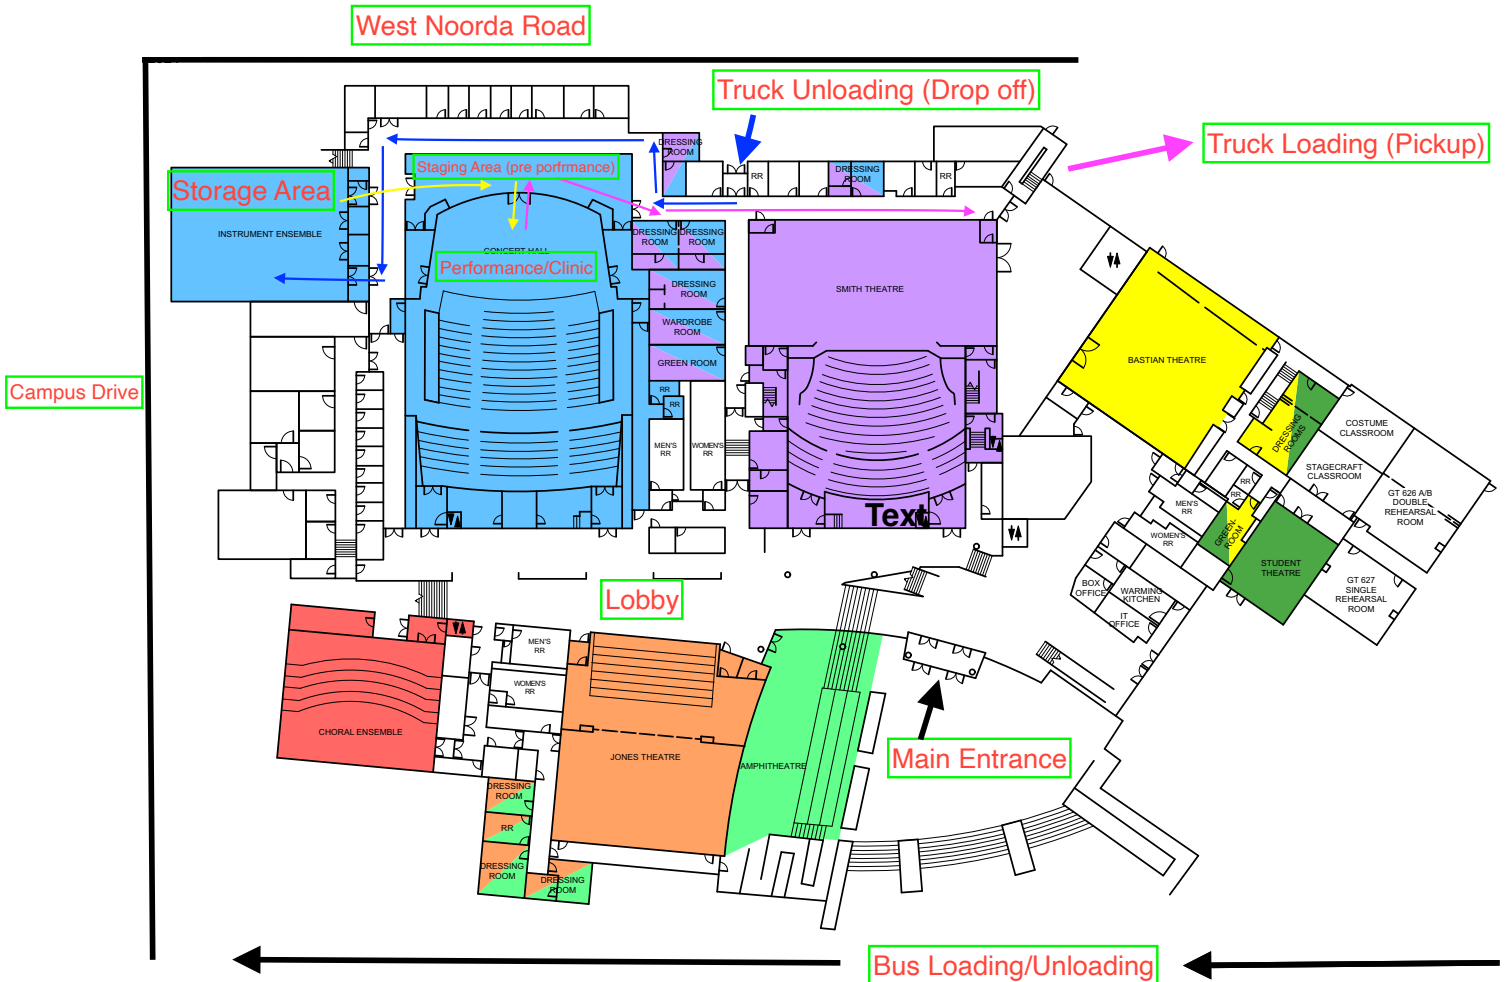 West Noorda Road
Truck Unloading (Drop off)
Truck Loading (Pickup)
DRESSING
ROOM
Staging Area (pre porfrmance)
RR
DRESSING
ROOM
RR
Storage Area
INSTRUMENT ENSEMBLE
CONCERT HALL
Performance/Clinic
DRESSING
ROOM
DRESSING
ROOM
DRESSING
ROOM
WARDROBE
ROOM
GREEN ROOM
RR
RR
MEN'S
RR
WOMEN'S
RR
SMITH THEATRE
Text
BASTIAN THEATRE
Campus Drive
DRESSING
ROOMS
COSTUME
CLASSROOM
STAGECRAFT
CLASSROOM
GT 626 A/B
DOUBLE
REHEARSAL
ROOM
RR
RR
MEN'S
RR
GREEN-
ROOM
WOMEN'S
RR
STUDENT
THEATRE
GT 627
SINGLE
REHEARSAL
ROOM
BOX
OFFICE
WARMING
KITCHEN
IT
OFFICE
Lobby
MEN'S
RR
WOMEN'S
RR
CHORAL ENSEMBLE
JONES THEATRE
AMPHITHEATRE
Main Entrance
DRESSING
ROOM
RR
DRESSING
ROOM
DRESSING
ROOM
Bus Loading/Unloading